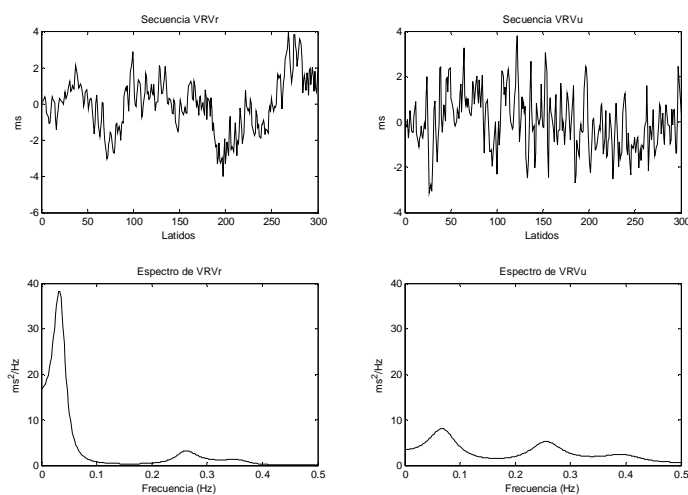 Secuencia VRVr
4
2
0
-2
-4
-6
ms
0 50 100 150 200 250 300
Latidos
Secuencia VRVu
4
2
0
-2
-4
ms
0 50 100 150 200 250 300
Latidos
Espectro de VRVr
40
30
20
10
0
ms²/Hz
0 0.1 0.2 0.3 0.4 0.5
Frecuencia (Hz)
Espectro de VRVu
40
30
20
10
0
ms²/Hz
0 0.1 0.2 0.3 0.4 0.5
Frecuencia (Hz)